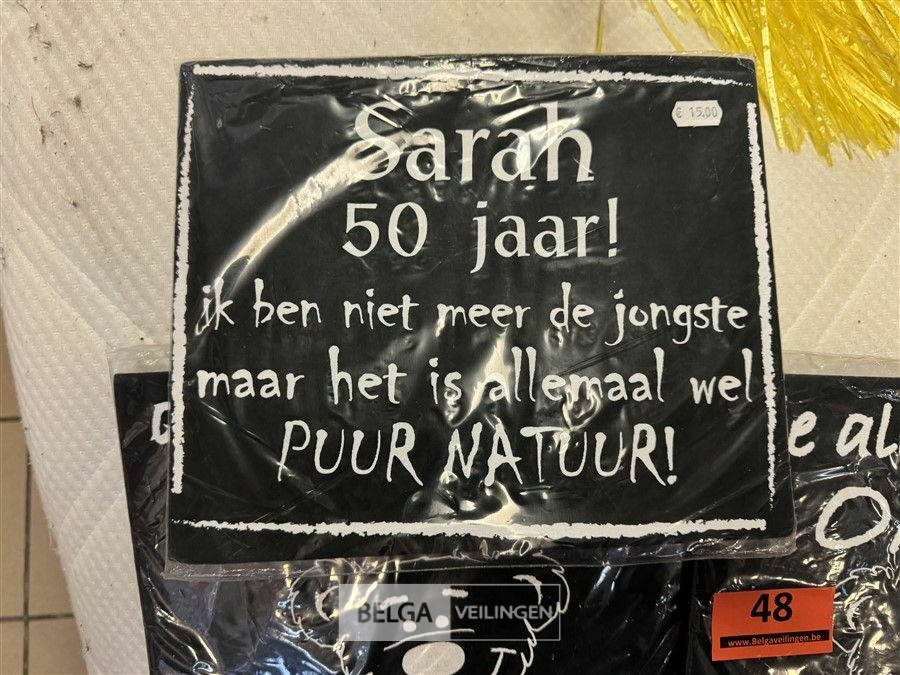 Sarah
€ 15,00
50 jaar!
ik ben niet meer de jongste
maar het is allemaal wel
PUUR NATUUR!
e al
BELGA VEILINGEN
48
www.Belgaveilingen.be